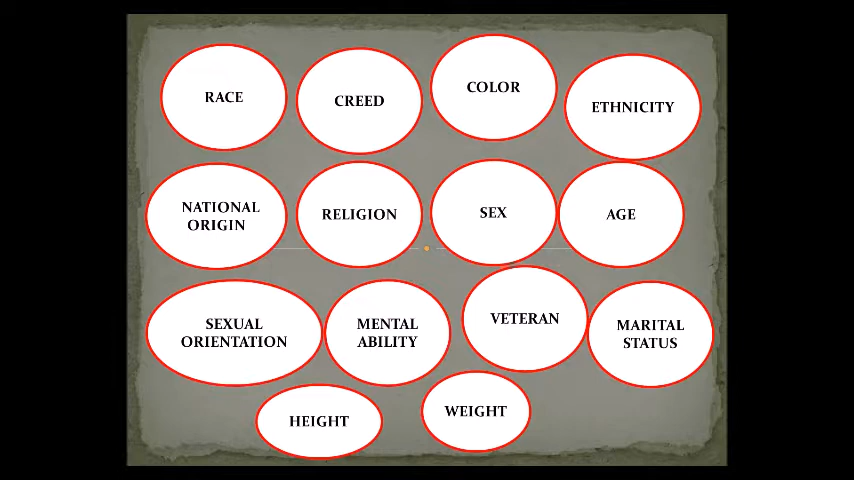 RACE
CREED
COLOR
ETHNICITY
NATIONAL
ORIGIN
RELIGION
SEX
AGE
SEXUAL
ORIENTATION
MENTAL
ABILITY
VETERAN
MARITAL
STATUS
HEIGHT
WEIGHT